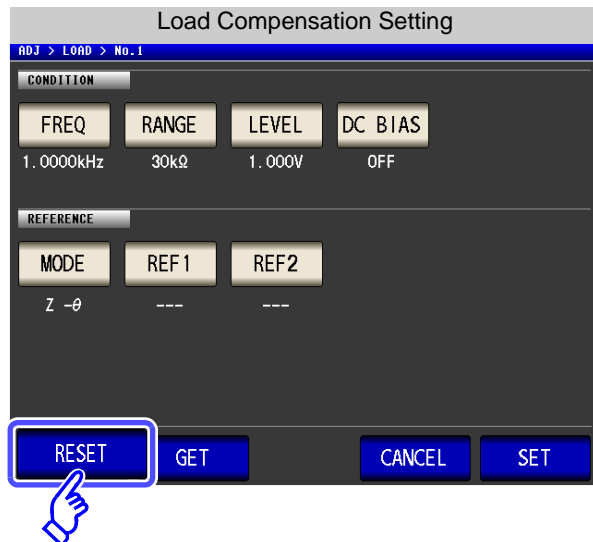 Load Compensation Setting
ADJ > LOAD > No.1
CONDITION
FREQ RANGE LEVEL DC BIAS
1.0000kHz 30kΩ 1.000V OFF
REFERENCE
MODE REF1 REF2
Z -θ --- ---
RESET GET CANCEL SET